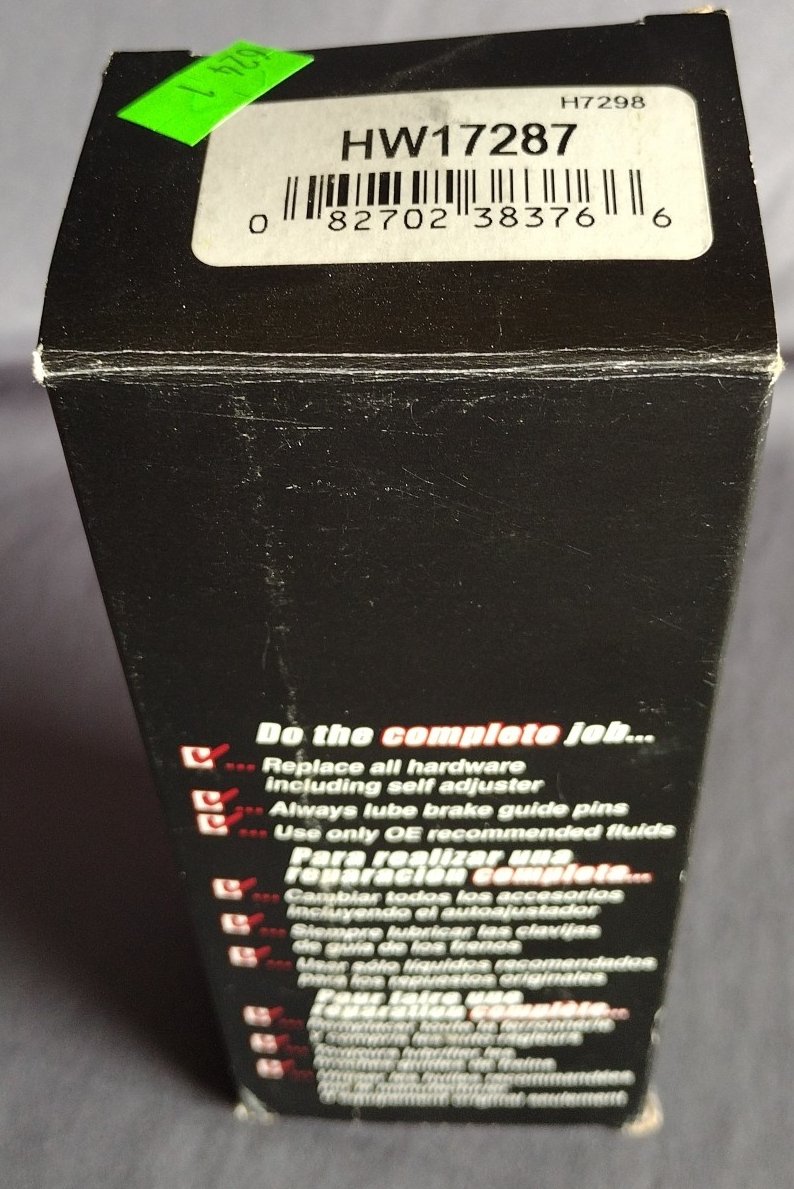 624 1
H7298
HW17287
0 82702 38376 6
Do the complete job...
... Replace all hardware
including self adjuster
... Always lube brake guide pins
... Use only OE recommended fluids
Para realizar una
reparación completa...
... Cambiar todos los accesorios
incluyendo el autoajustador
... Siempre lubricar las clavijas
de guía de los frenos
... Usar sólo líquidos recomendados
para los repuestos originales
Pour faire une
réparation complète...